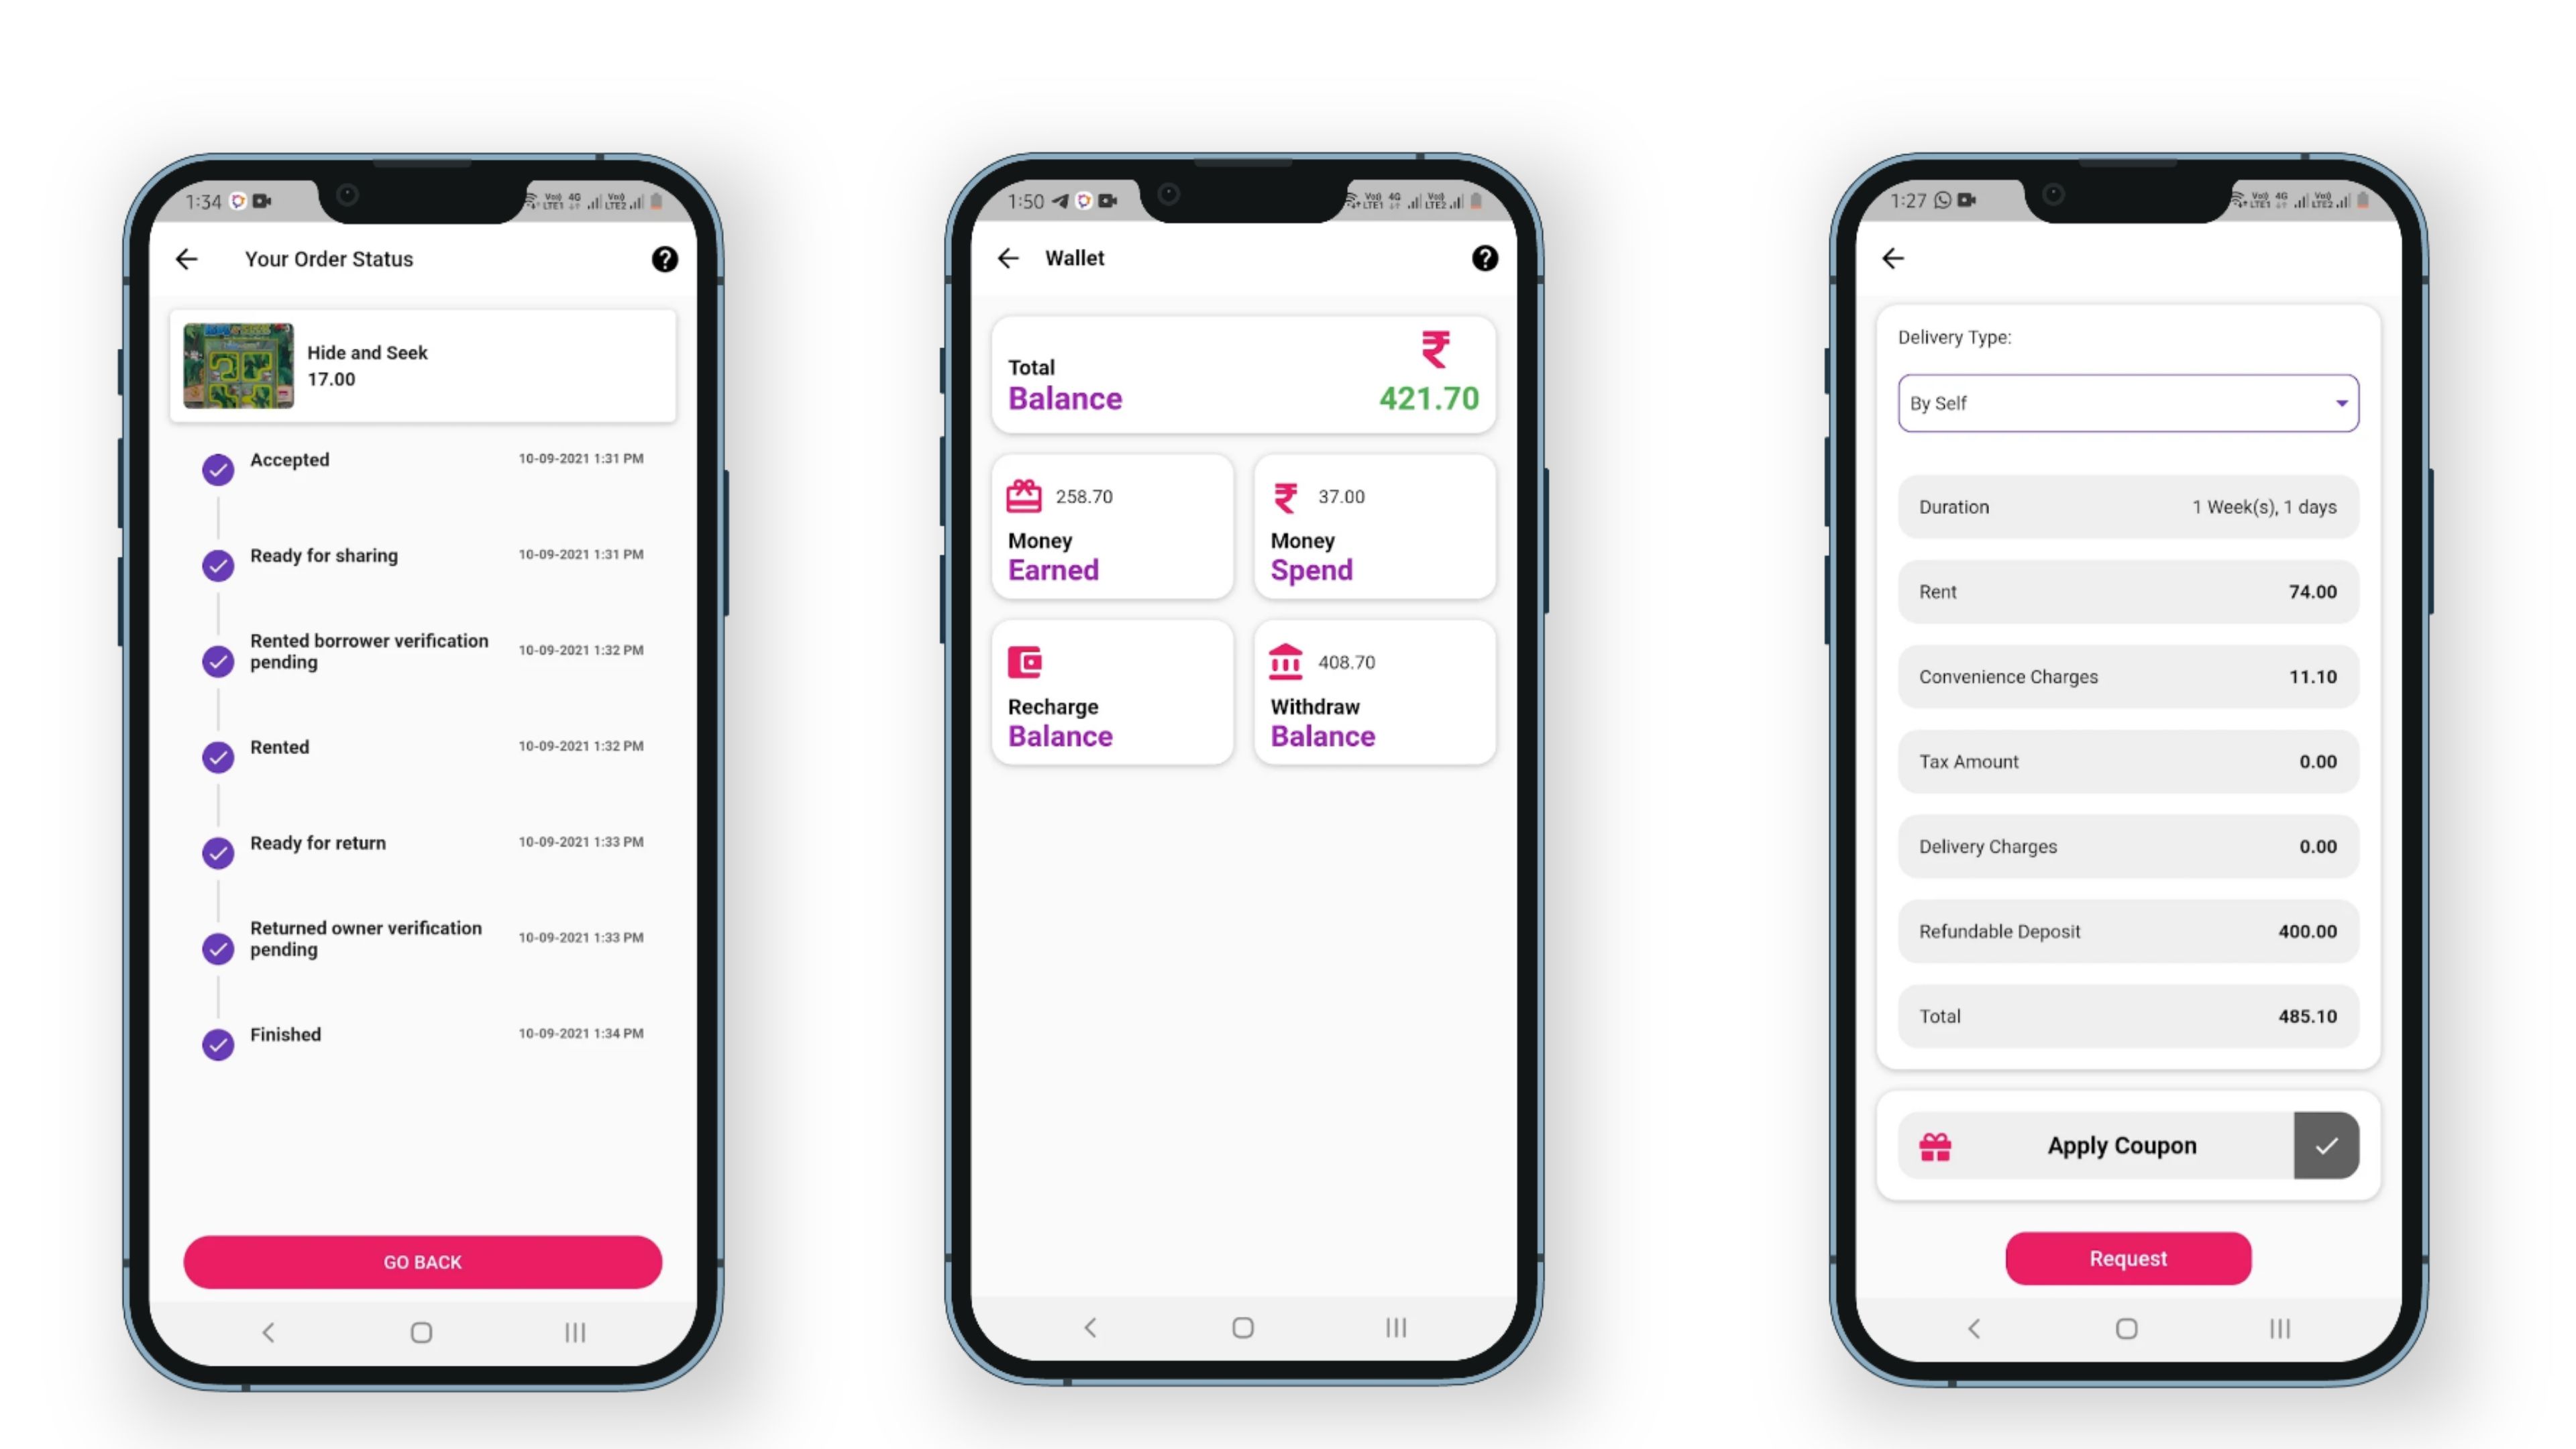 1:34
Your Order Status
Hide and Seek
17.00
Accepted
10-09-2021 1:31 PM
Ready for sharing
10-09-2021 1:31 PM
Rented borrower verification
pending
10-09-2021 1:32 PM
Rented
10-09-2021 1:32 PM
Ready for return
10-09-2021 1:33 PM
Returned owner verification
pending
10-09-2021 1:33 PM
Finished
10-09-2021 1:34 PM
GO BACK
1:50
Wallet
₹
Total
Balance
421.70
258.70
Money
Earned
₹ 37.00
Money
Spend
Recharge
Balance
408.70
Withdraw
Balance
1:27
Delivery Type:
By Self
Duration 1 Week(s), 1 days
Rent 74.00
Convenience Charges 11.10
Tax Amount 0.00
Delivery Charges 0.00
Refundable Deposit 400.00
Total 485.10
Apply Coupon
Request